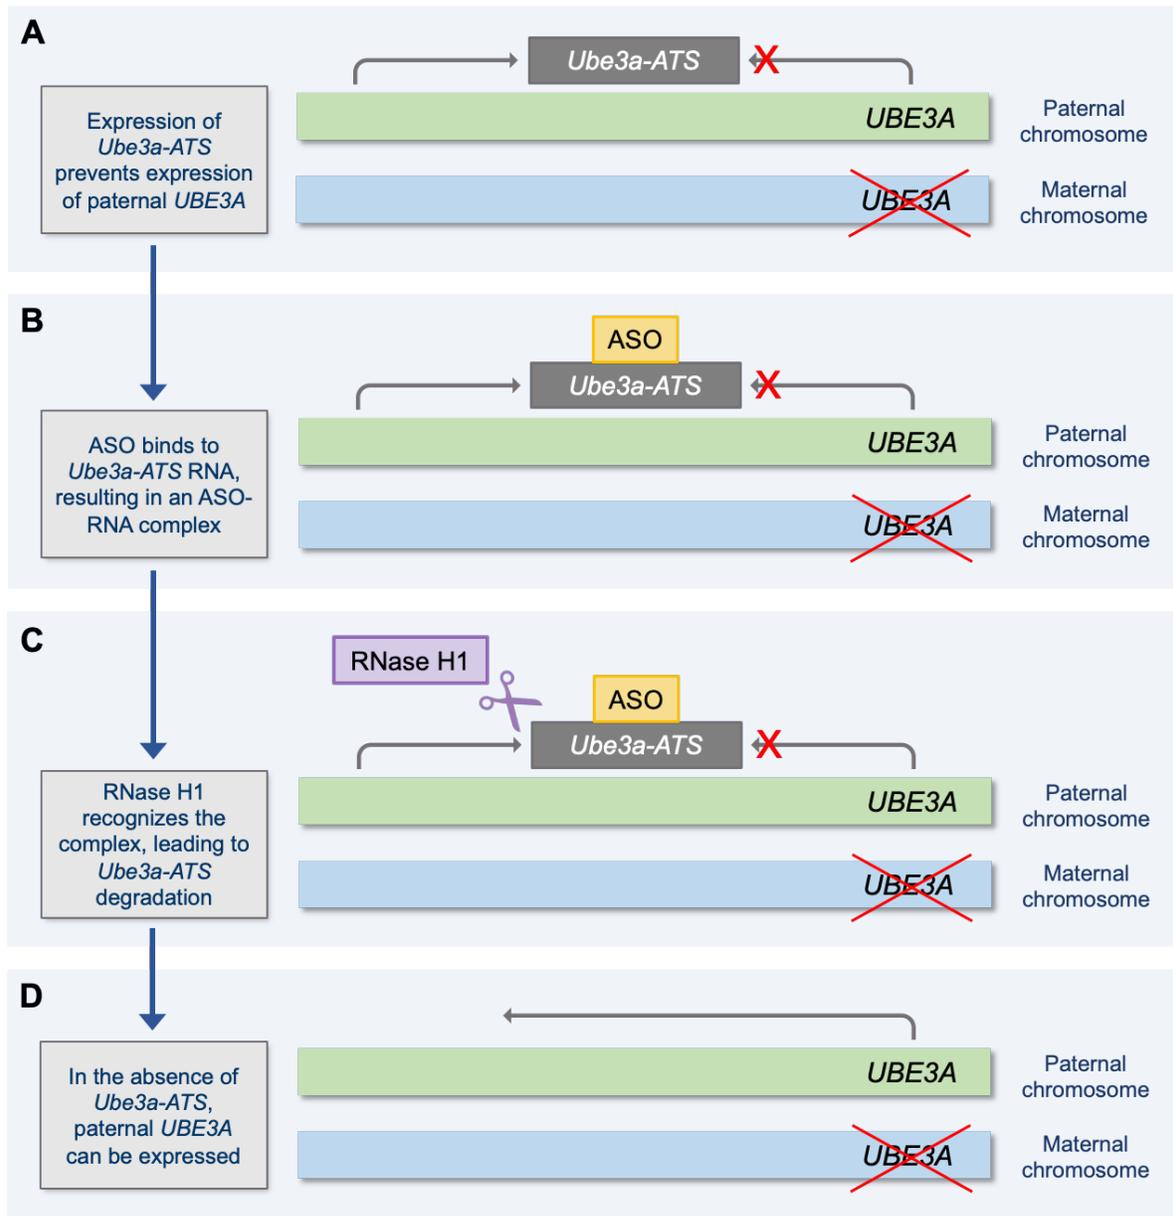 A
Ube3a-ATS
X
Expression of
Ube3a-ATS
prevents expression
of paternal UBE3A
UBE3A
Paternal
chromosome
UBE3A
Maternal
chromosome
B
ASO
Ube3a-ATS
X
ASO binds to
Ube3a-ATS RNA,
resulting in an ASO-
RNA complex
UBE3A
Paternal
chromosome
UBE3A
Maternal
chromosome
C
RNase H1
ASO
Ube3a-ATS
X
RNase H1
recognizes the
complex, leading to
Ube3a-ATS
degradation
UBE3A
Paternal
chromosome
UBE3A
Maternal
chromosome
D
In the absence of
Ube3a-ATS,
paternal UBE3A
can be expressed
UBE3A
Paternal
chromosome
UBE3A
Maternal
chromosome